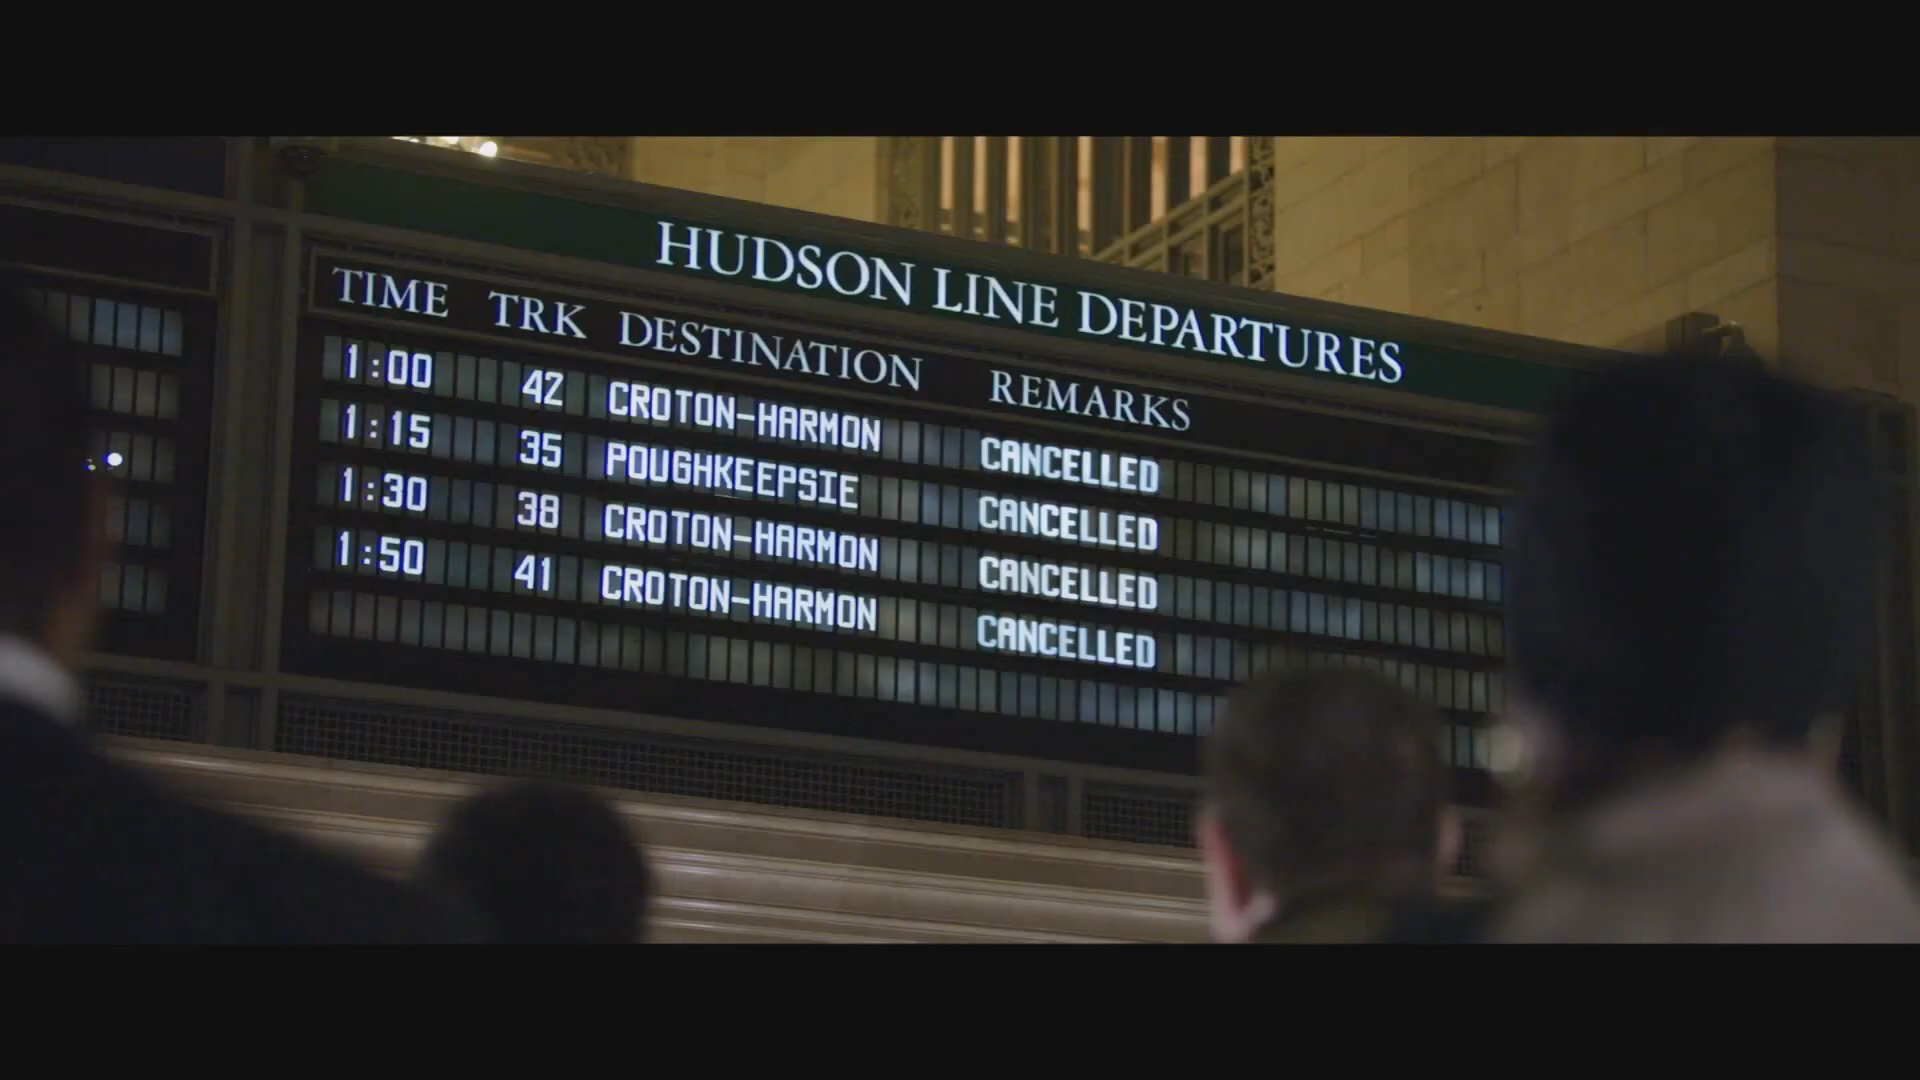 HUDSON LINE DEPARTURES
TIME TRK DESTINATION REMARKS
1:00 42 CROTON-HARMON CANCELLED
1:15 35 POUGHKEEPSIE CANCELLED
1:30 38 CROTON-HARMON CANCELLED
1:50 41 CROTON-HARMON CANCELLED